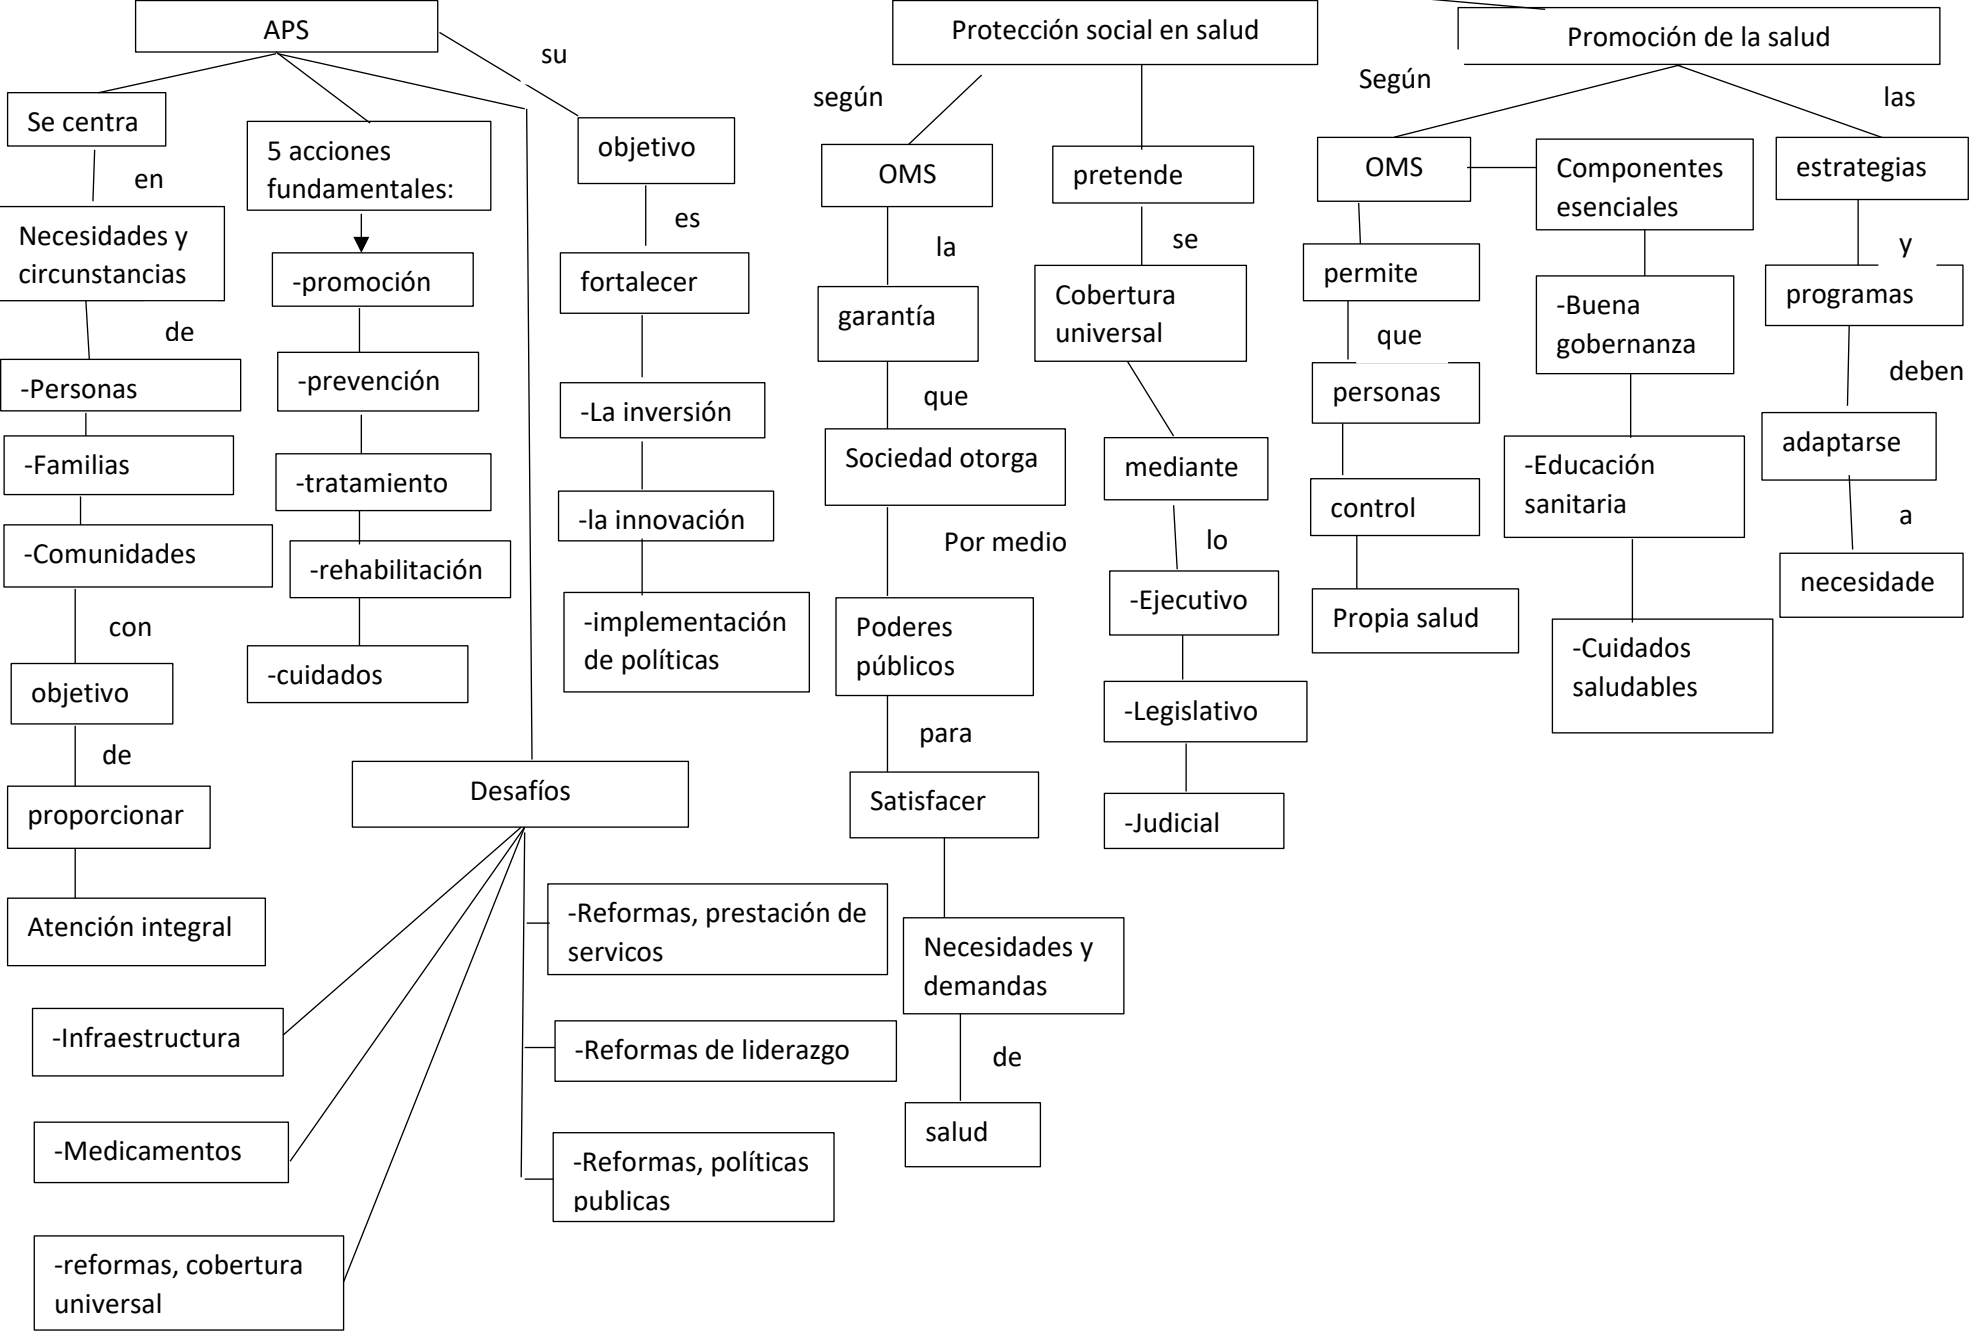 APS
su
Se centra
en
Necesidades y
circunstancias
de
-Personas
-Familias
-Comunidades
con
objetivo
de
proporcionar
Atención integral
5 acciones
fundamentales:
-promoción
-prevención
-tratamiento
-rehabilitación
-cuidados
objetivo
es
fortalecer
-La inversión
-la innovación
-implementación
de políticas
Desafíos
-Infraestructura
-Medicamentos
-reformas, cobertura
universal
-Reformas, prestación de
servicos
-Reformas de liderazgo
-Reformas, políticas
publicas
Protección social en salud
según
OMS
la
garantía
que
Sociedad otorga
Por medio
Poderes
públicos
para
Satisfacer
Necesidades y
demandas
de
salud
pretende
se
Cobertura
universal
mediante
lo
-Ejecutivo
-Legislativo
-Judicial
Promoción de la salud
Según
OMS
permite
que
personas
control
Propia salud
Componentes
esenciales
-Buena
gobernanza
-Educación
sanitaria
-Cuidados
saludables
las
estrategias
y
programas
deben
adaptarse
a
necesidade